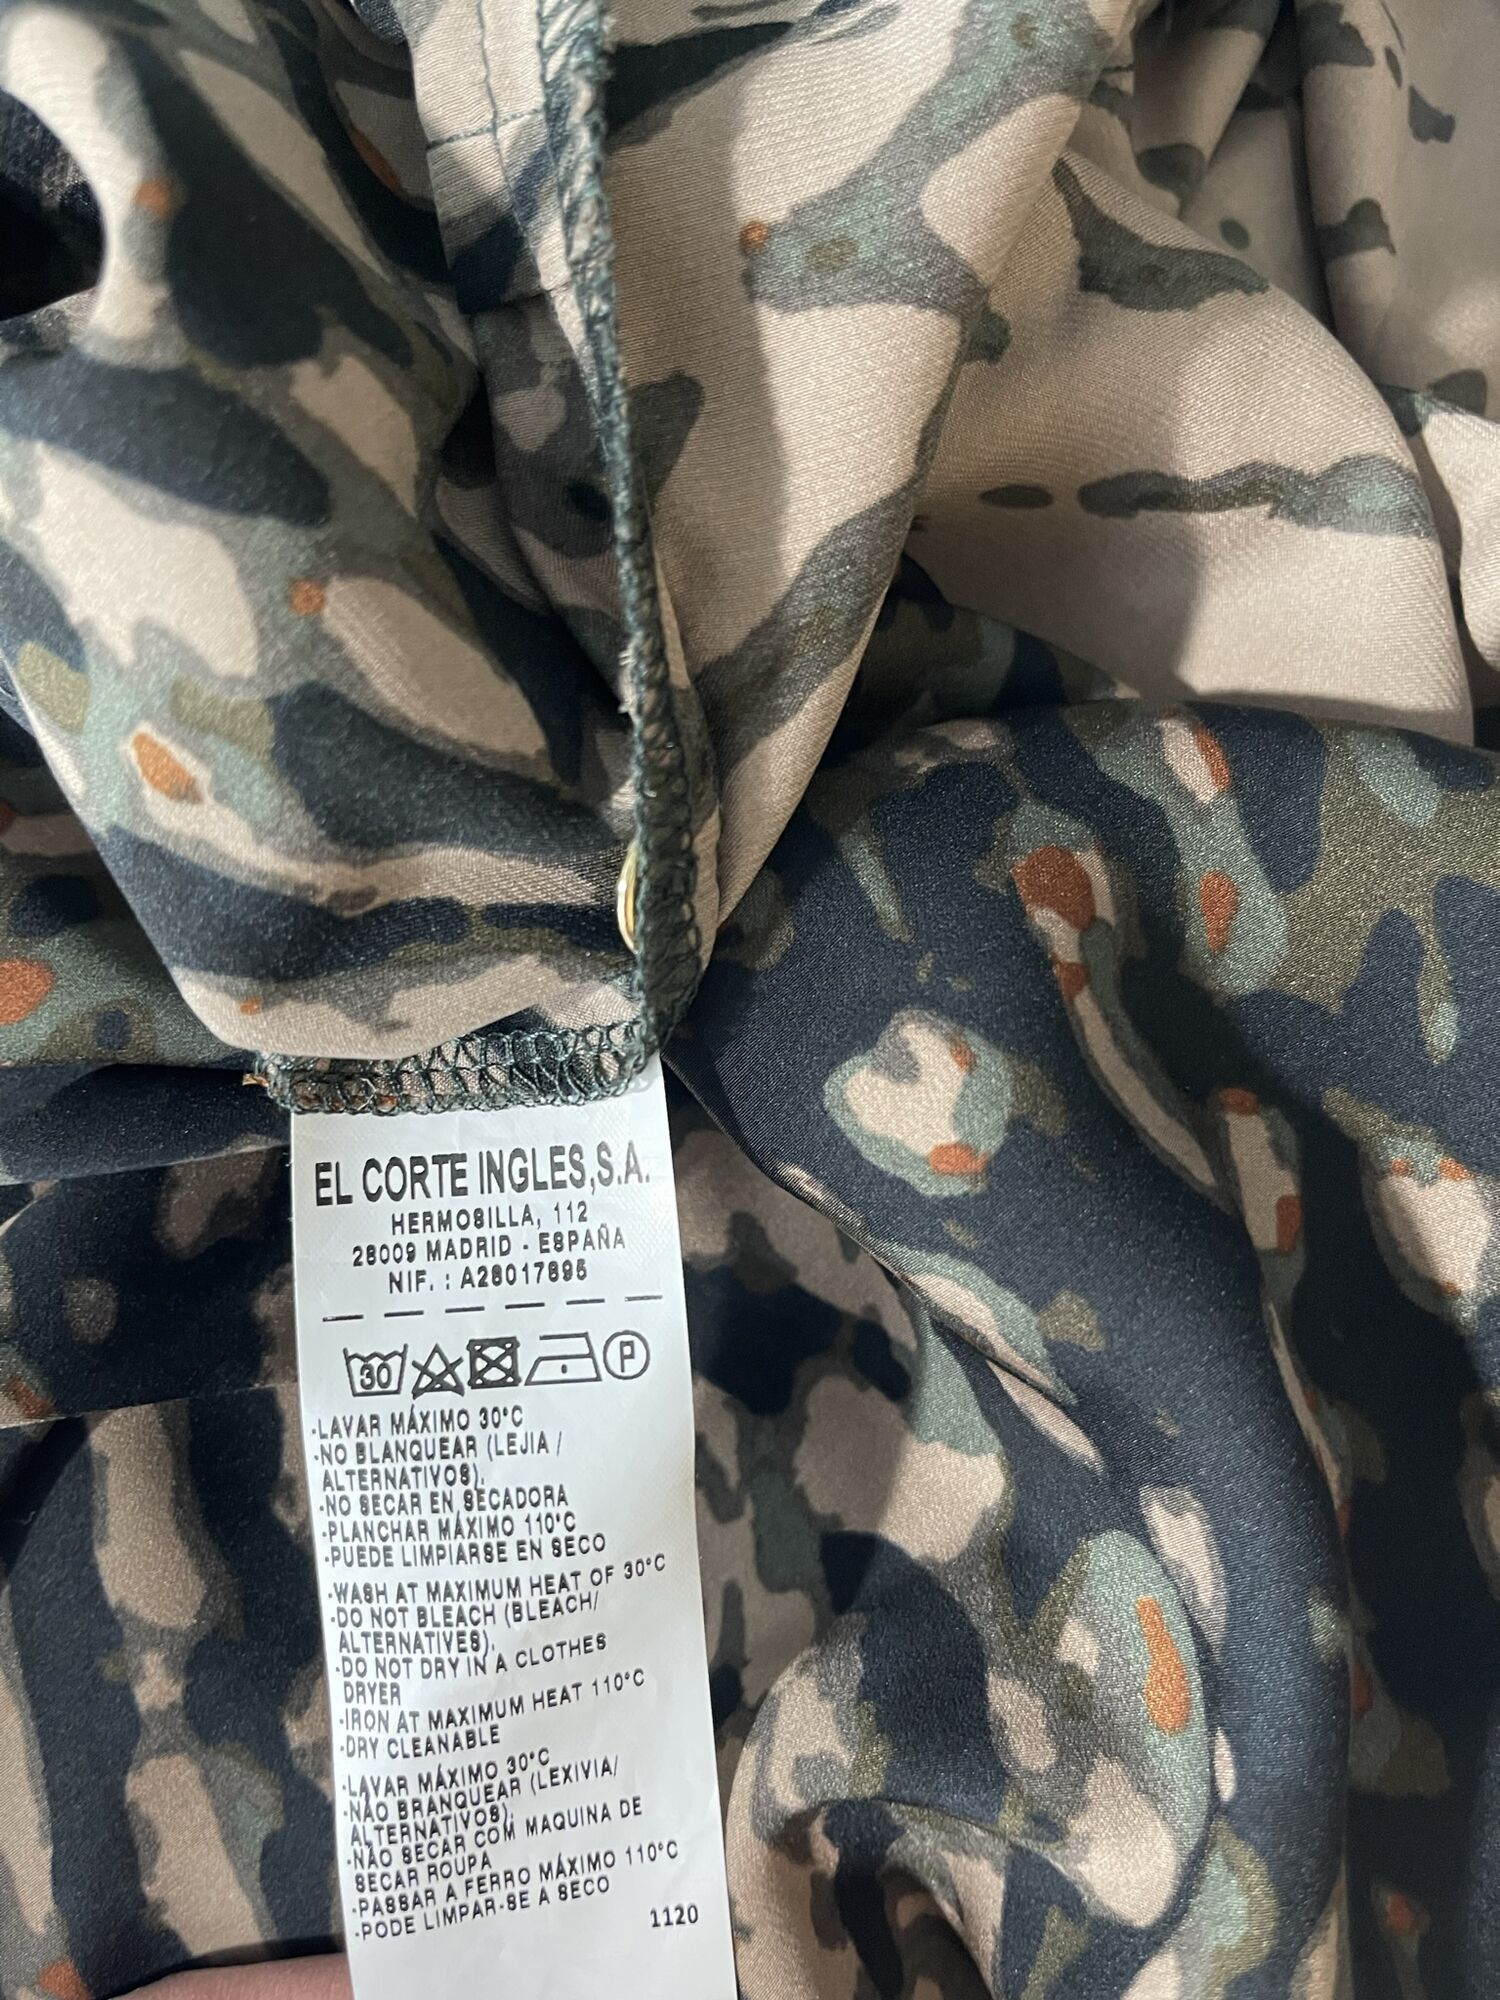 EL CORTE INGLES,S.A.
HERMOSILLA, 112
28009 MADRID - ESPAÑA
NIF. : A28017895
30 P
-LAVAR MÁXIMO 30°C
-NO BLANQUEAR (LEJIA /
ALTERNATIVOS).
-NO SECAR EN SECADORA
-PLANCHAR MÁXIMO 110°C
-PUEDE LIMPIARSE EN SECO
-WASH AT MAXIMUM HEAT OF 30°C
-DO NOT BLEACH (BLEACH/
ALTERNATIVES).
-DO NOT DRY IN A CLOTHES
DRYER
-IRON AT MAXIMUM HEAT 110°C
-DRY CLEANABLE
-LAVAR MÁXIMO 30°C
-NÃO BRANQUEAR (LEXIVIA/
ALTERNATIVOS).
-NÃO SECAR COM MAQUINA DE
SECAR ROUPA
-PASSAR A FERRO MÁXIMO 110°C
-PODE LIMPAR-SE A SECO
1120